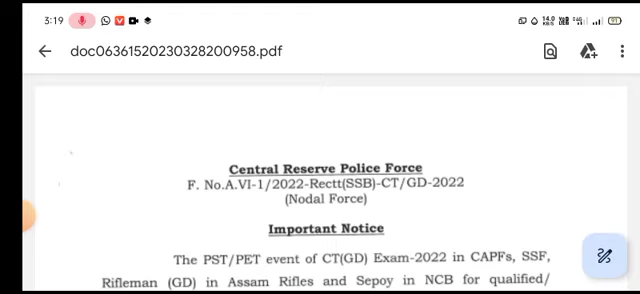 3:19
doc06361520230328200958.pdf
Central Reserve Police Force
F. No.A.VI-1/2022-Rectt(SSB)-CT/GD-2022
(Nodal Force)
Important Notice
The PST/PET event of CT(GD) Exam-2022 in CAPFs, SSF,
Rifleman (GD) in Assam Rifles and Sepoy in NCB for qualified/